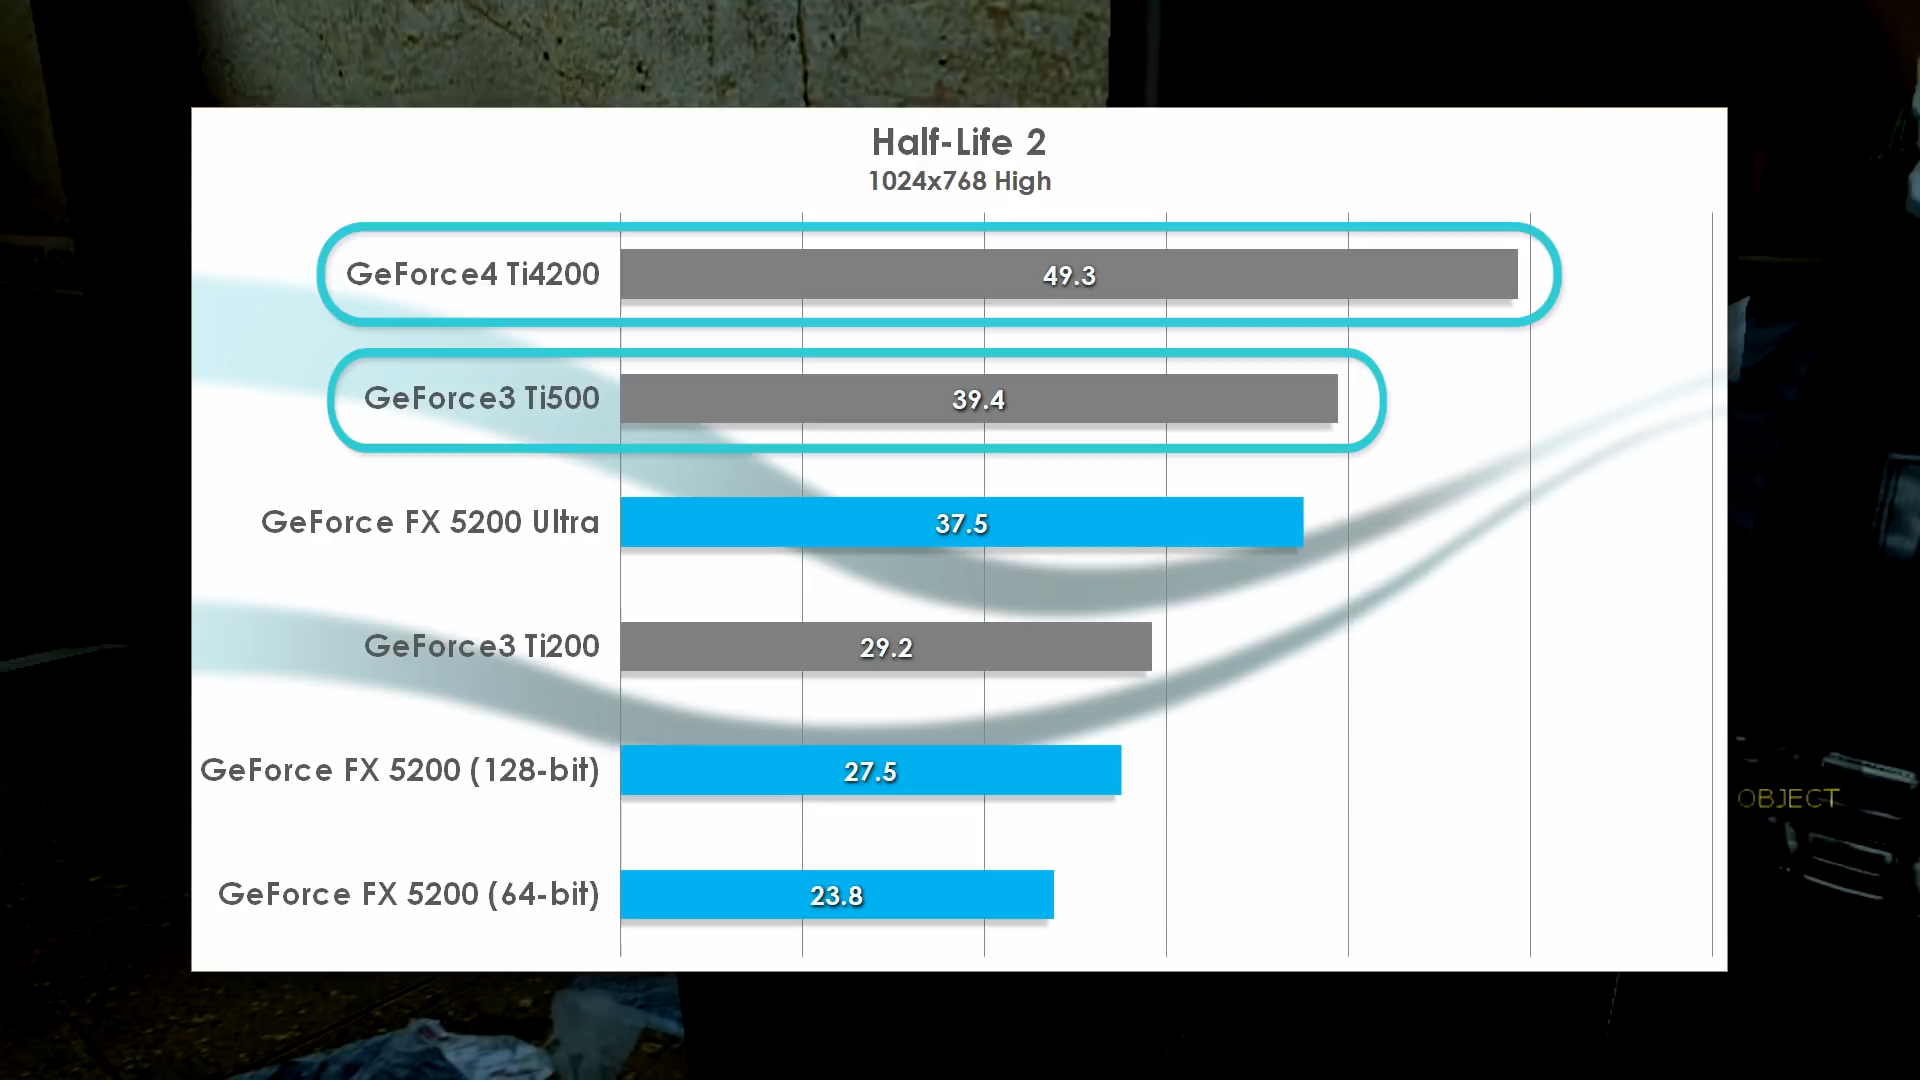 Half-Life 2
1024x768 High
GeForce4 Ti4200 49.3
GeForce3 Ti500 39.4
GeForce FX 5200 Ultra 37.5
GeForce3 Ti200 29.2
GeForce FX 5200 (128-bit) 27.5
OBJECT
GeForce FX 5200 (64-bit) 23.8